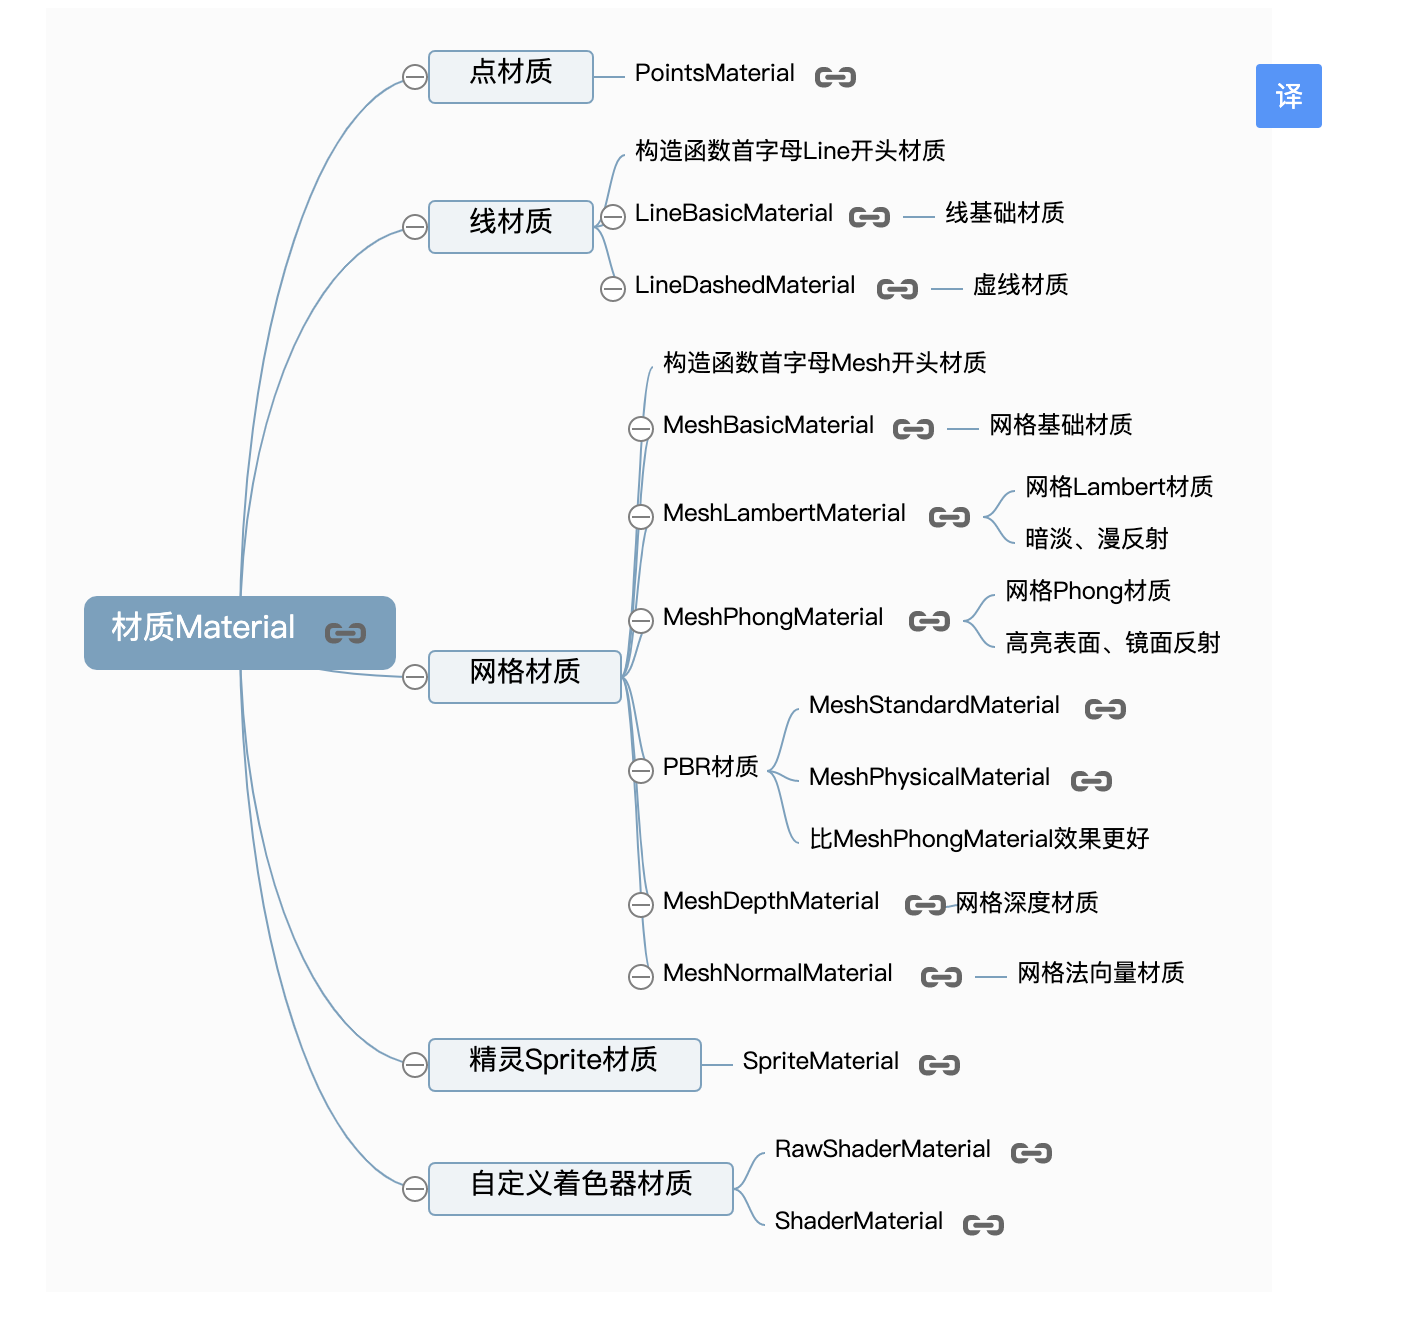 点材质
PointsMaterial
译
构造函数首字母Line开头材质
线材质
LineBasicMaterial
线基础材质
LineDashedMaterial
虚线材质
构造函数首字母Mesh开头材质
MeshBasicMaterial
网格基础材质
MeshLambertMaterial
网格Lambert材质
暗淡、漫反射
MeshPhongMaterial
网格Phong材质
高亮表面、镜面反射
材质Material
网格材质
PBR材质
MeshStandardMaterial
MeshPhysicalMaterial
比MeshPhongMaterial效果更好
MeshDepthMaterial
网格深度材质
MeshNormalMaterial
网格法向量材质
精灵Sprite材质
SpriteMaterial
自定义着色器材质
RawShaderMaterial
ShaderMaterial